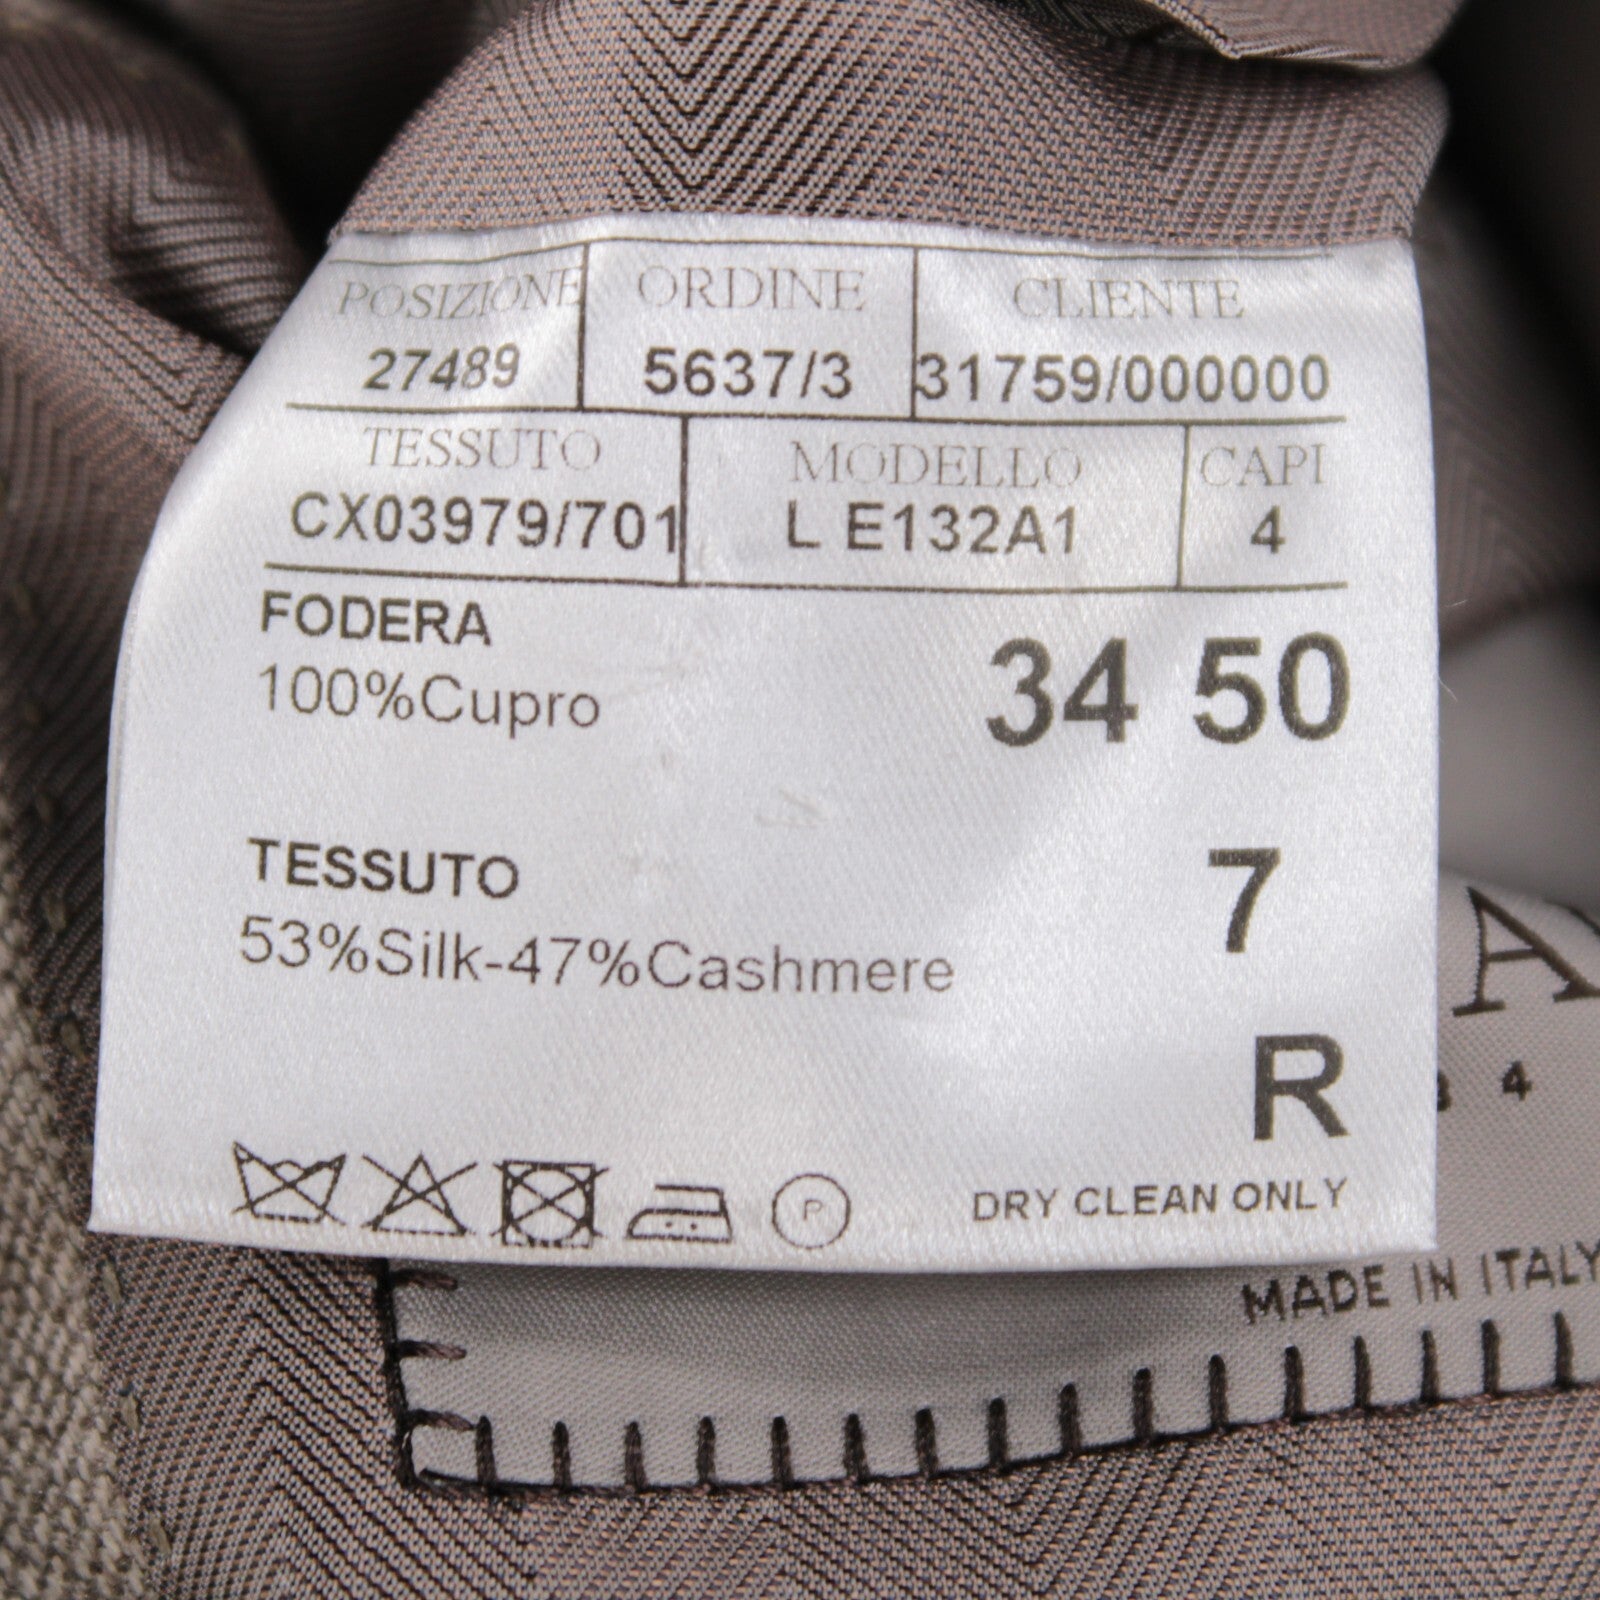 POSIZIONE ORDINE CLIENTE
27489 5637/3 31759/000000
TESSUTO MODELLO CAPI
CX03979/701 L E132A1 4
FODERA
100%Cupro
34 50
TESSUTO
53%Silk-47%Cashmere
7
R
P
DRY CLEAN ONLY
A
4
MADE IN ITALY